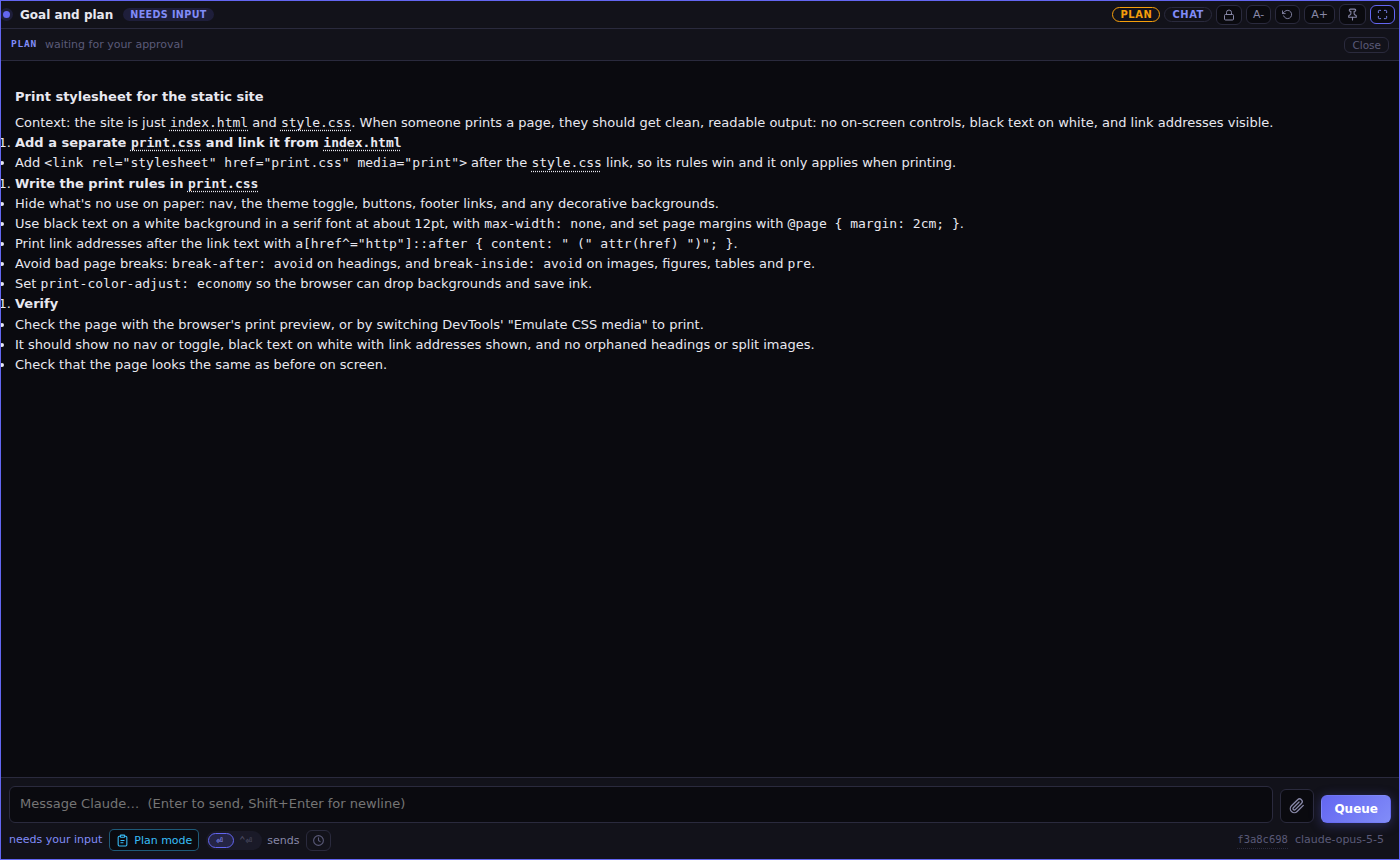 Goal and plan NEEDS INPUT PLAN CHAT A- A+
PLAN waiting for your approval Close
Print stylesheet for the static site
Context: the site is just index.html and style.css. When someone prints a page, they should get clean, readable output: no on-screen controls, black text on white, and link addresses visible.
1. Add a separate print.css and link it from index.html
• Add <link rel="stylesheet" href="print.css" media="print"> after the style.css link, so its rules win and it only applies when printing.
1. Write the print rules in print.css
• Hide what's no use on paper: nav, the theme toggle, buttons, footer links, and any decorative backgrounds.
• Use black text on a white background in a serif font at about 12pt, with max-width: none, and set page margins with @page { margin: 2cm; }.
• Print link addresses after the link text with a[href^="http"]::after { content: " (" attr(href) ")"; }.
• Avoid bad page breaks: break-after: avoid on headings, and break-inside: avoid on images, figures, tables and pre.
• Set print-color-adjust: economy so the browser can drop backgrounds and save ink.
1. Verify
• Check the page with the browser's print preview, or by switching DevTools' "Emulate CSS media" to print.
• It should show no nav or toggle, black text on white with link addresses shown, and no orphaned headings or split images.
• Check that the page looks the same as before on screen.
Message Claude… (Enter to send, Shift+Enter for newline) Queue
needs your input Plan mode ⏎ ^⏎ sends f3a8c698 claude-opus-5-5